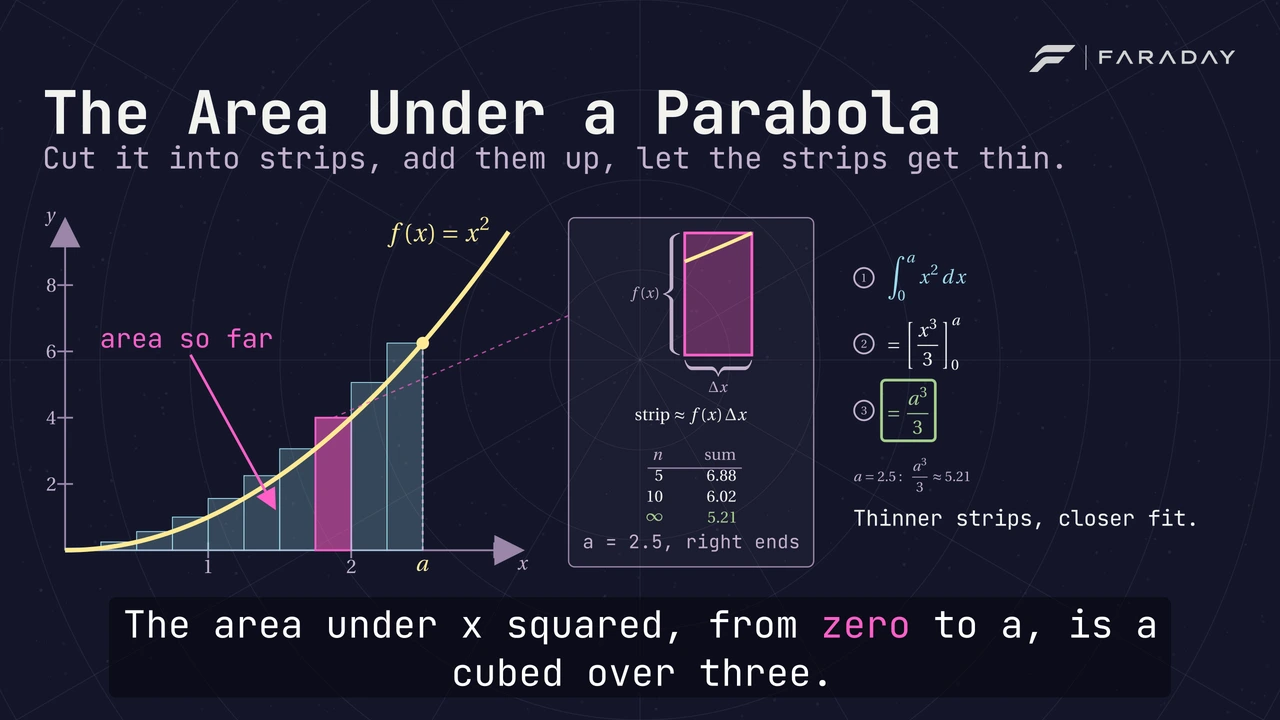 FARADAY
The Area Under a Parabola
Cut it into strips, add them up, let the strips get thin.
y
f(x) = x²
8
6
4
2
area so far
1
2
a
x
f(x)
Δx
strip ≈ f(x) Δx
n sum
5 6.88
10 6.02
∞ 5.21
a = 2.5, right ends
1 ∫₀ᵃ x² dx
2 = [x³/3]₀ᵃ
3 = a³/3
a = 2.5 : a³/3 ≈ 5.21
Thinner strips, closer fit.
The area under x squared, from zero to a, is a
cubed over three.